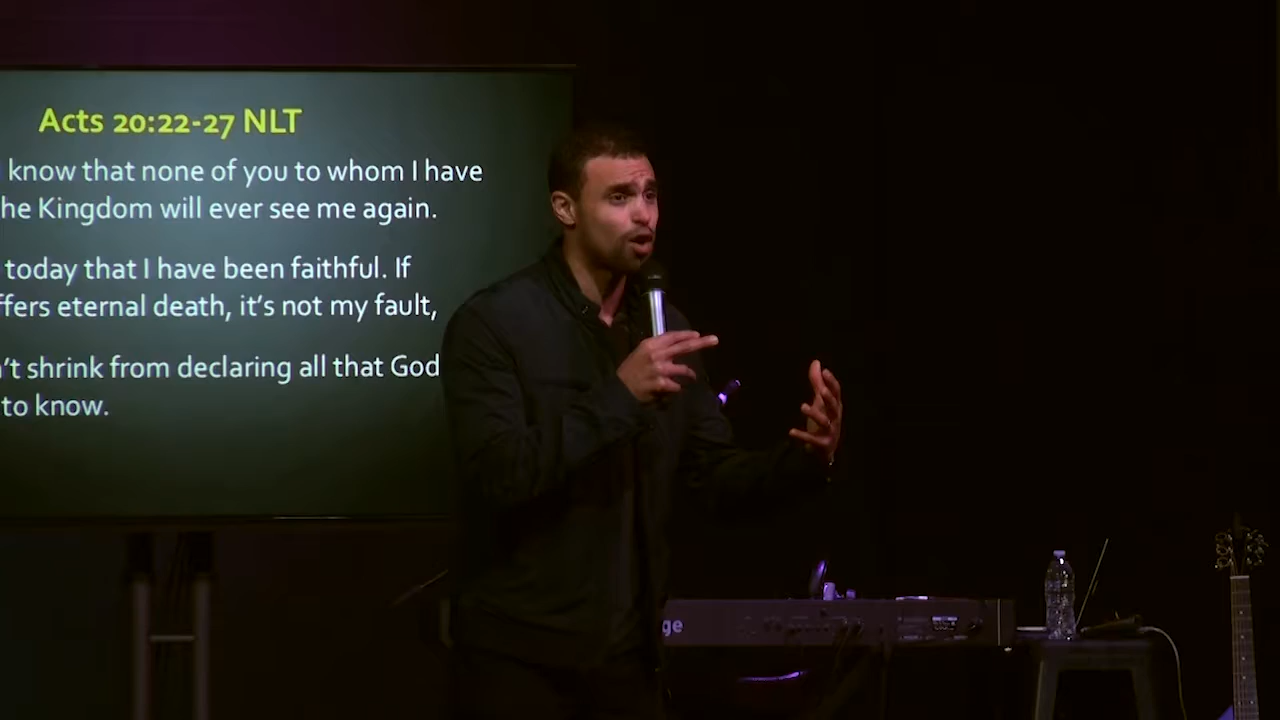 Acts 20:22-27 NLT
know that none of you to whom I have
he Kingdom will ever see me again.
today that I have been faithful. If
ffers eternal death, it's not my fault,
't shrink from declaring all that God
to know.
ge